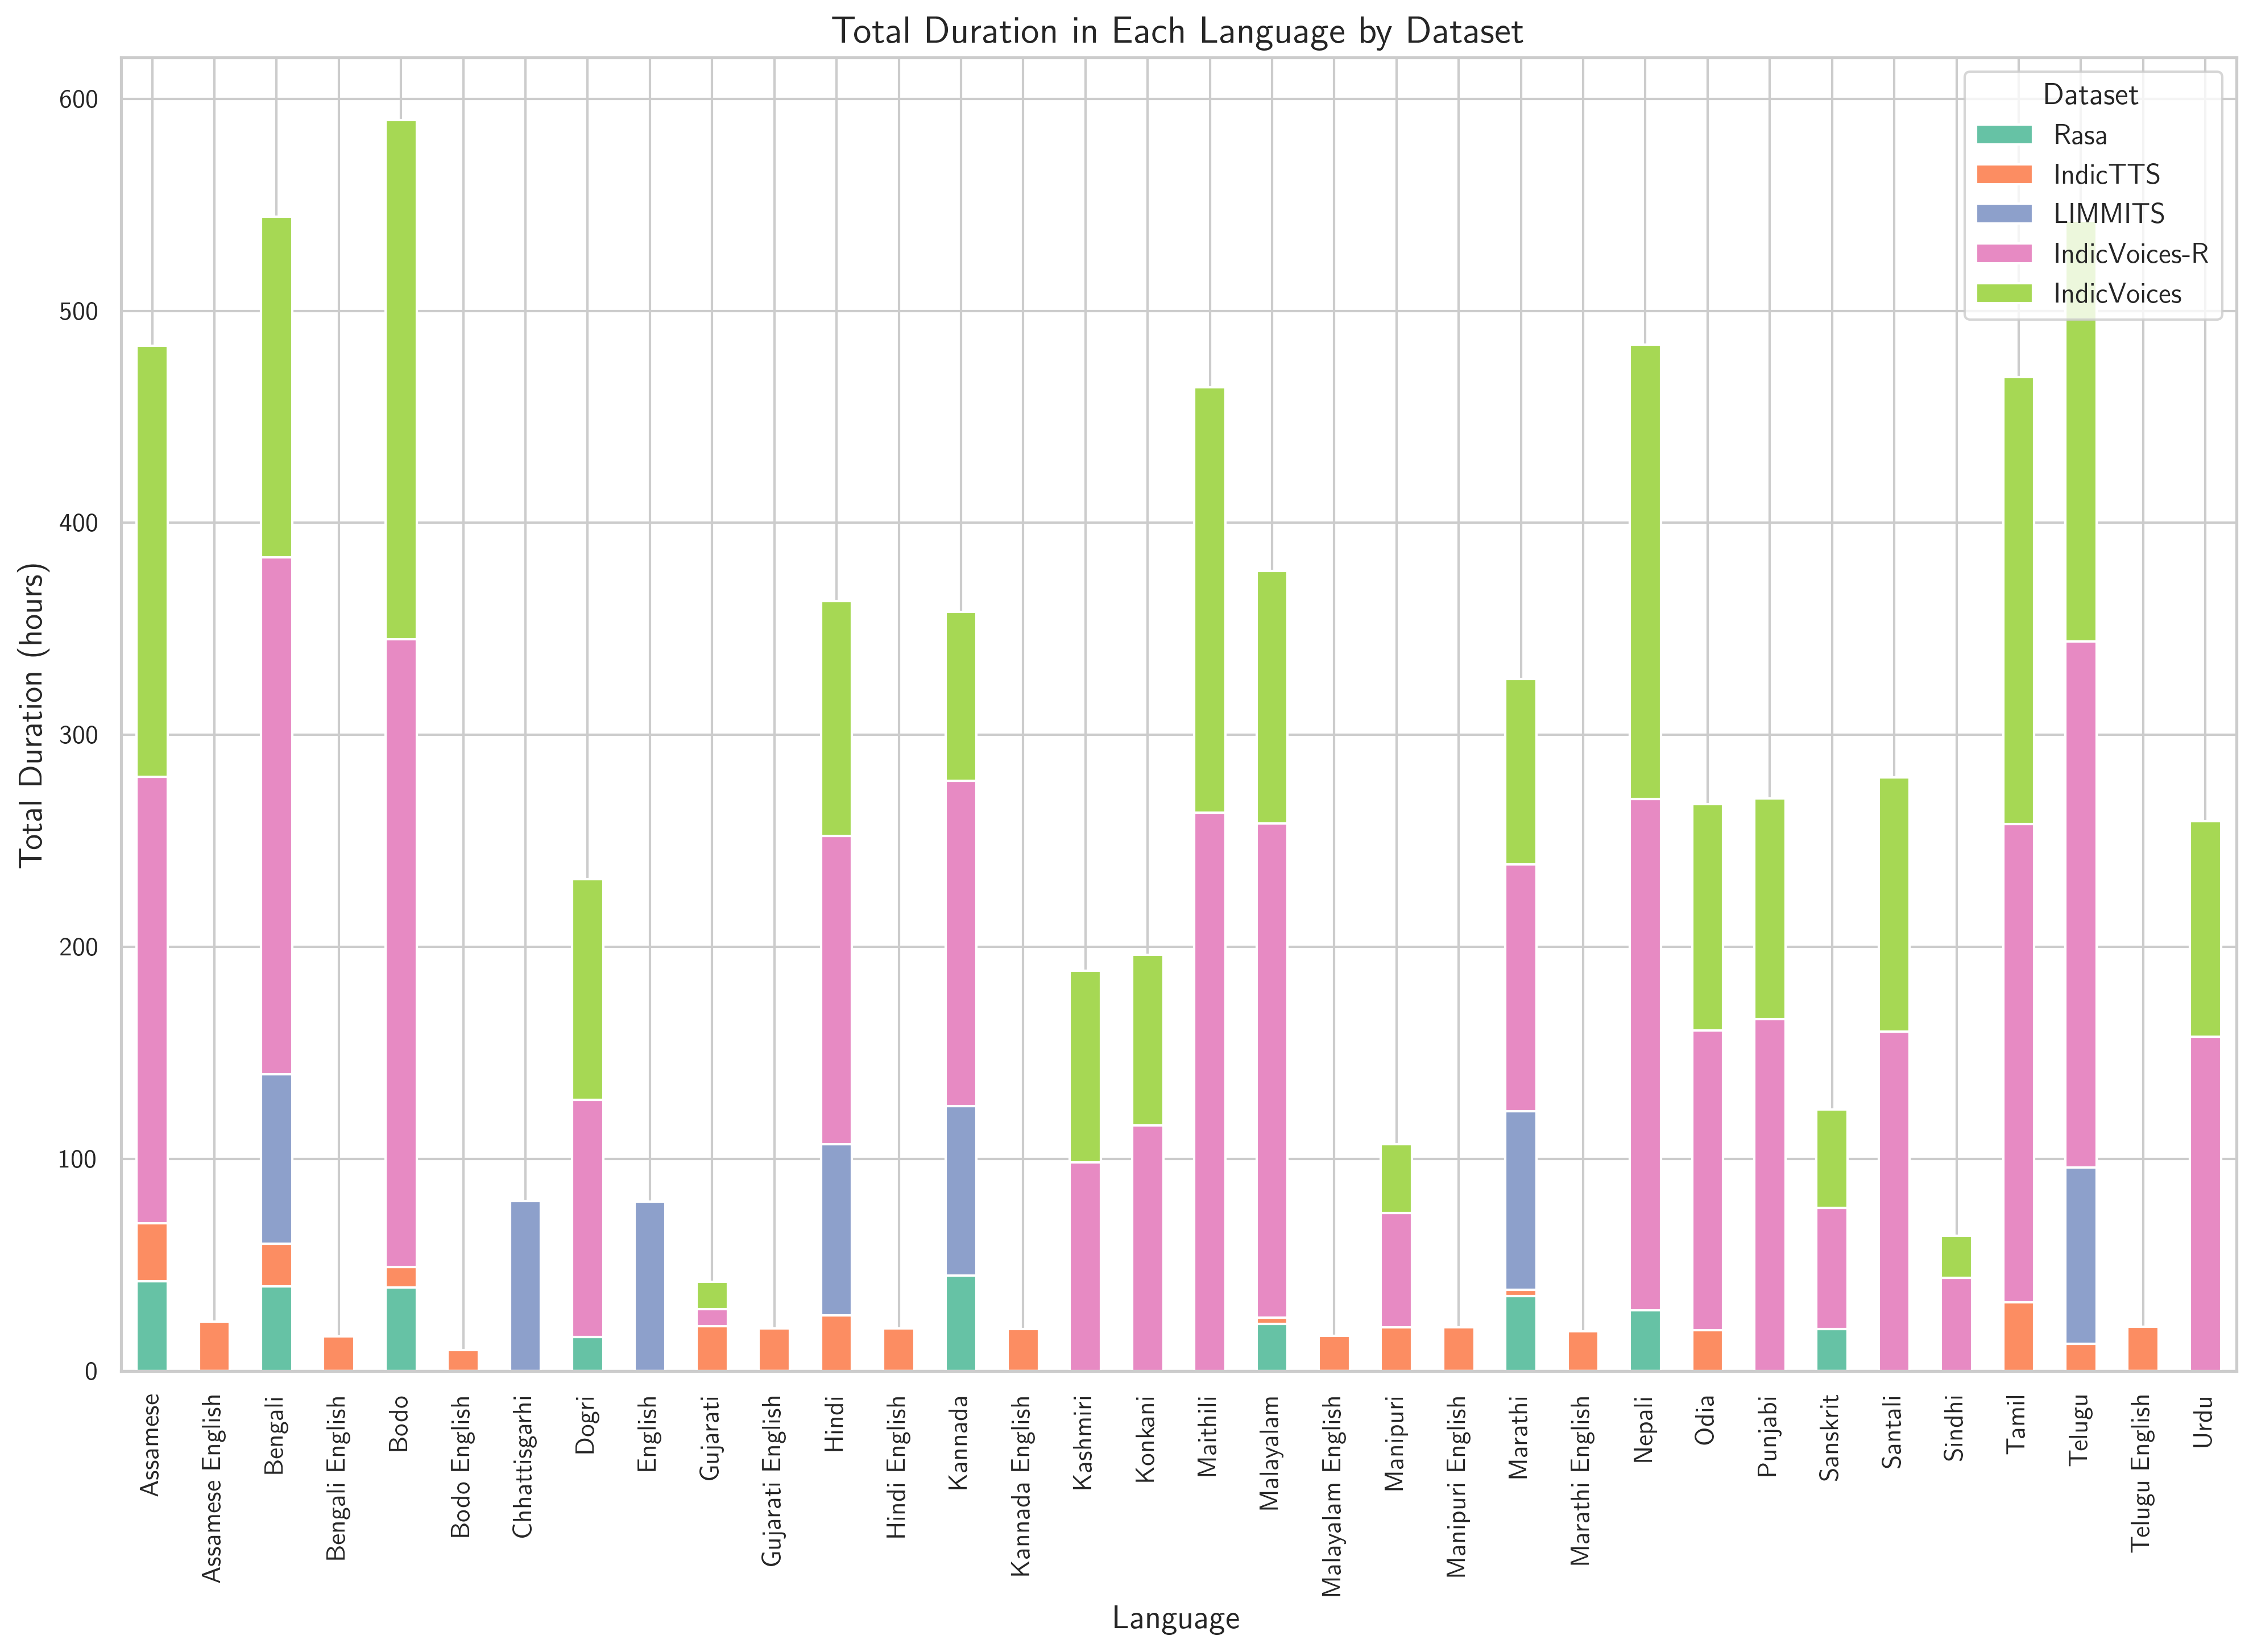 Total Duration in Each Language by Dataset
Total Duration (hours)
600
500
400
300
200
100
0
Dataset
Rasa
IndicTTS
LIMMITS
IndicVoices-R
IndicVoices
Assamese
Assamese English
Bengali
Bengali English
Bodo
Bodo English
Chhattisgarhi
Dogri
English
Gujarati
Gujarati English
Hindi
Hindi English
Kannada
Kannada English
Kashmiri
Konkani
Maithili
Malayalam
Malayalam English
Manipuri
Manipuri English
Marathi
Marathi English
Nepali
Odia
Punjabi
Sanskrit
Santali
Sindhi
Tamil
Telugu
Telugu English
Urdu
Language